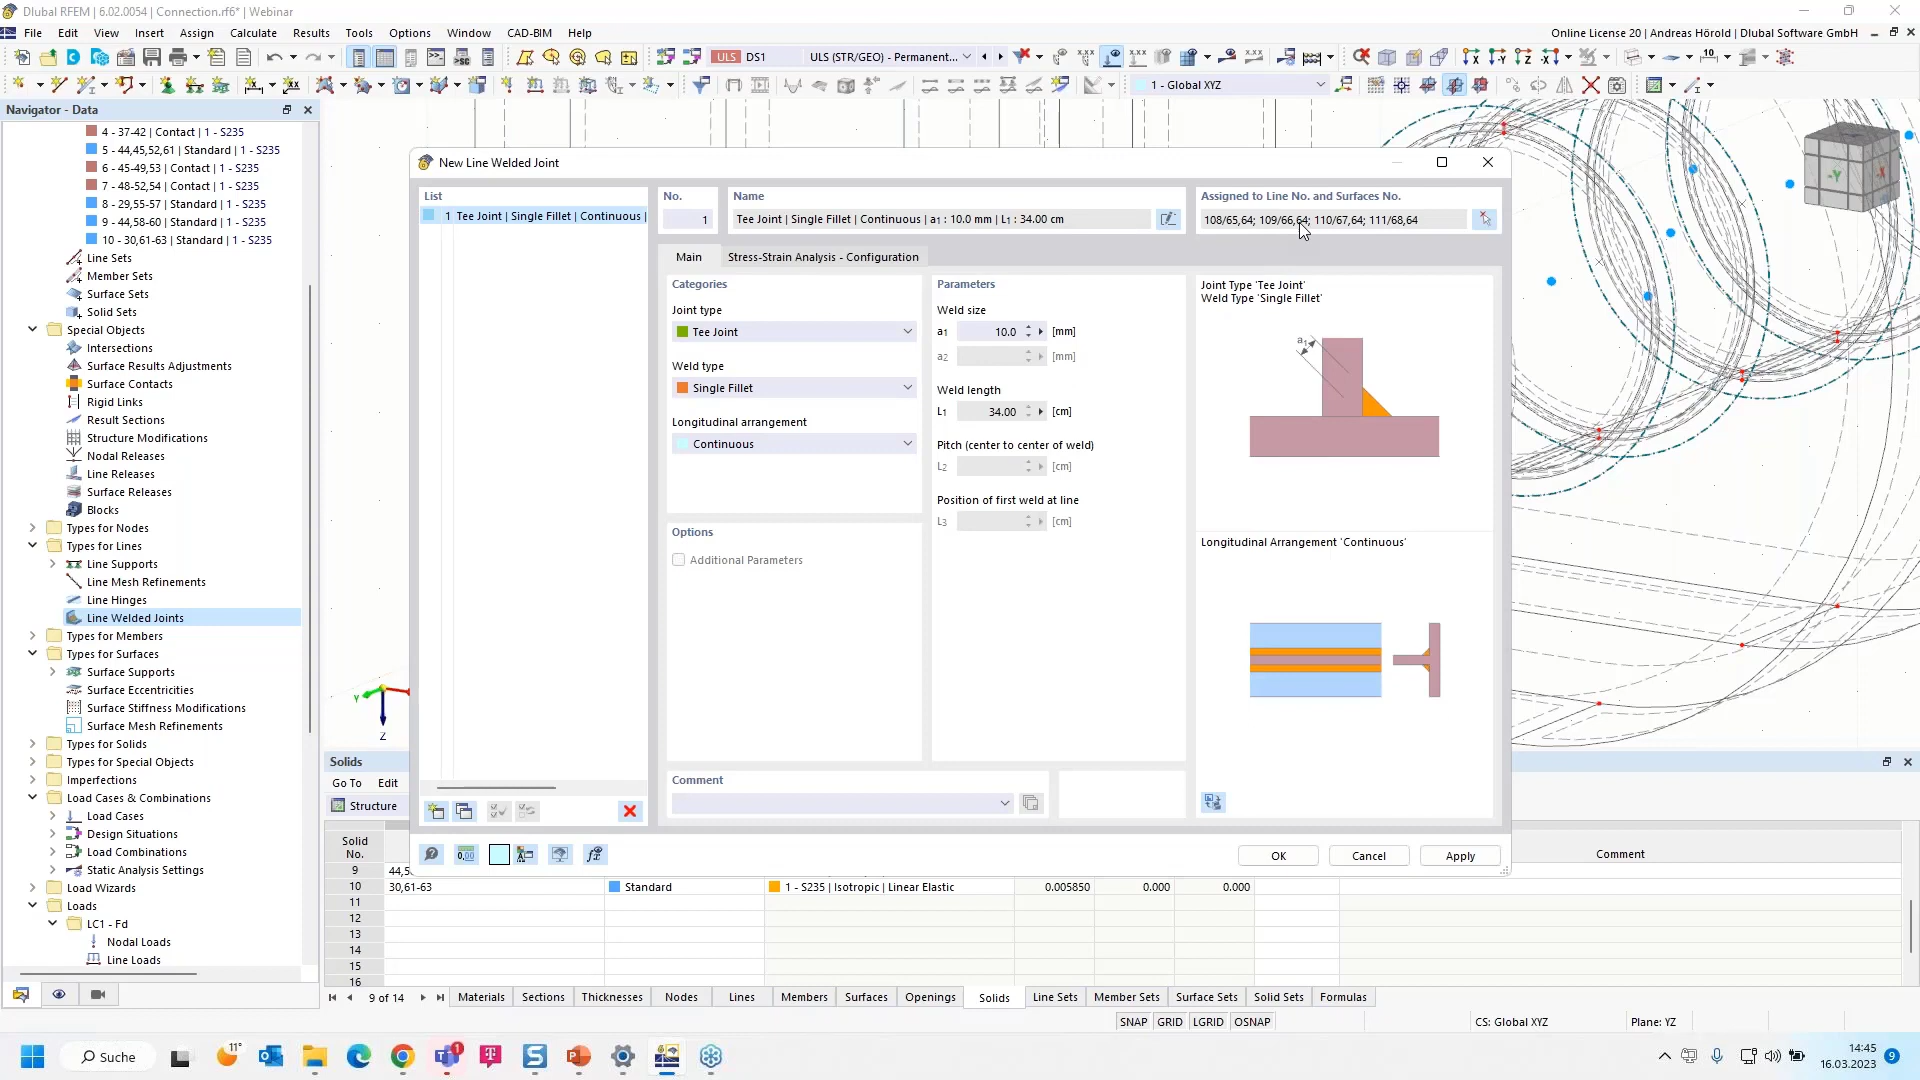 Dlubal RFEM | 6.02.0054 | Connection.rf6* | Webinar
File Edit View Insert Assign Calculate Results Tools Options Window CAD-BIM Help
Online License 20 | Andreas Hörold | Dlubal Software GmbH
ULS DS1 ULS (STR/GEO) - Permanent...
1 - Global XYZ
Navigator - Data
4 - 37-42 | Contact | 1 - S235
5 - 44,45,52,61 | Standard | 1 - S235
6 - 45-49,53 | Contact | 1 - S235
7 - 48-52,54 | Contact | 1 - S235
8 - 29,55-57 | Standard | 1 - S235
9 - 44,58-60 | Standard | 1 - S235
10 - 30,61-63 | Standard | 1 - S235
Line Sets
Member Sets
Surface Sets
Solid Sets
Special Objects
Intersections
Surface Results Adjustments
Surface Contacts
Rigid Links
Result Sections
Structure Modifications
Nodal Releases
Line Releases
Surface Releases
Blocks
Types for Nodes
Types for Lines
Line Supports
Line Mesh Refinements
Line Hinges
Line Welded Joints
Types for Members
Types for Surfaces
Surface Supports
Surface Eccentricities
Surface Stiffness Modifications
Surface Mesh Refinements
Types for Solids
Types for Special Objects
Imperfections
Load Cases & Combinations
Load Cases
Design Situations
Load Combinations
Static Analysis Settings
Load Wizards
Loads
LC1 - Fd
Nodal Loads
Line Loads
New Line Welded Joint
List
1 Tee Joint | Single Fillet | Continuous |
No.
1
Name
Tee Joint | Single Fillet | Continuous | a1 : 10.0 mm | L1 : 34.00 cm
Assigned to Line No. and Surfaces No.
108/65,64; 109/66,64; 110/67,64; 111/68,64
Main
Stress-Strain Analysis - Configuration
Categories
Joint type
Tee Joint
Weld type
Single Fillet
Longitudinal arrangement
Continuous
Options
Additional Parameters
Parameters
Weld size
a1 10.0 [mm]
a2 [mm]
Weld length
L1 34.00 [cm]
Pitch (center to center of weld)
L2 [cm]
Position of first weld at line
L3 [cm]
Joint Type 'Tee Joint'
Weld Type 'Single Fillet'
a1
Longitudinal Arrangement 'Continuous'
Comment
OK Cancel Apply
-Y X
Y
Z
Solids
Go To Edit
Structure
Solid
No.
Comment
9
10 30,61-63 Standard 1 - S235 | Isotropic | Linear Elastic 0.005850 0.000 0.000
11
12
13
14
15
16
9 of 14
Materials Sections Thicknesses Nodes Lines Members Surfaces Openings Solids Line Sets Member Sets Surface Sets Solid Sets Formulas
SNAP GRID LGRID OSNAP
CS: Global XYZ
Plane: YZ
Suche
11°
1
14:45
16.03.2023
9